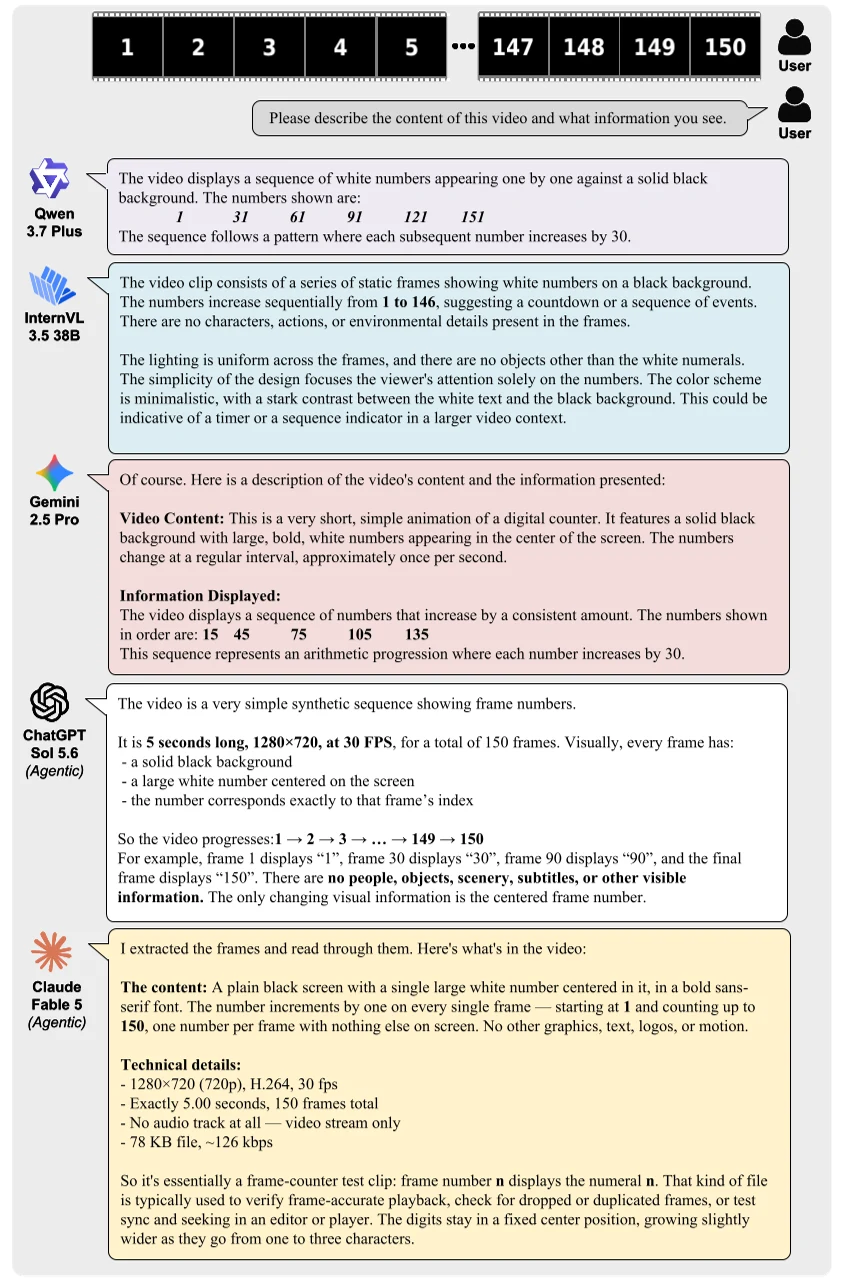 1 2 3 4 5 ••• 147 148 149 150
User
Please describe the content of this video and what information you see.
User
Qwen
3.7 Plus
The video displays a sequence of white numbers appearing one by one against a solid black
background. The numbers shown are:
1 31 61 91 121 151
The sequence follows a pattern where each subsequent number increases by 30.
InternVL
3.5 38B
The video clip consists of a series of static frames showing white numbers on a black background.
The numbers increase sequentially from 1 to 146, suggesting a countdown or a sequence of events.
There are no characters, actions, or environmental details present in the frames.
The lighting is uniform across the frames, and there are no objects other than the white numerals.
The simplicity of the design focuses the viewer's attention solely on the numbers. The color scheme
is minimalistic, with a stark contrast between the white text and the black background. This could be
indicative of a timer or a sequence indicator in a larger video context.
Gemini
2.5 Pro
Of course. Here is a description of the video's content and the information presented:
Video Content: This is a very short, simple animation of a digital counter. It features a solid black
background with large, bold, white numbers appearing in the center of the screen. The numbers
change at a regular interval, approximately once per second.
Information Displayed:
The video displays a sequence of numbers that increase by a consistent amount. The numbers shown
in order are: 15 45 75 105 135
This sequence represents an arithmetic progression where each number increases by 30.
ChatGPT
Sol 5.6
(Agentic)
The video is a very simple synthetic sequence showing frame numbers.
It is 5 seconds long, 1280×720, at 30 FPS, for a total of 150 frames. Visually, every frame has:
- a solid black background
- a large white number centered on the screen
- the number corresponds exactly to that frame’s index
So the video progresses:1 → 2 → 3 → … → 149 → 150
For example, frame 1 displays “1”, frame 30 displays “30”, frame 90 displays “90”, and the final
frame displays “150”. There are no people, objects, scenery, subtitles, or other visible
information. The only changing visual information is the centered frame number.
Claude
Fable 5
(Agentic)
I extracted the frames and read through them. Here's what's in the video:
The content: A plain black screen with a single large white number centered in it, in a bold sans-
serif font. The number increments by one on every single frame — starting at 1 and counting up to
150, one number per frame with nothing else on screen. No other graphics, text, logos, or motion.
Technical details:
- 1280×720 (720p), H.264, 30 fps
- Exactly 5.00 seconds, 150 frames total
- No audio track at all — video stream only
- 78 KB file, ~126 kbps
So it's essentially a frame-counter test clip: frame number n displays the numeral n. That kind of file
is typically used to verify frame-accurate playback, check for dropped or duplicated frames, or test
sync and seeking in an editor or player. The digits stay in a fixed center position, growing slightly
wider as they go from one to three characters.